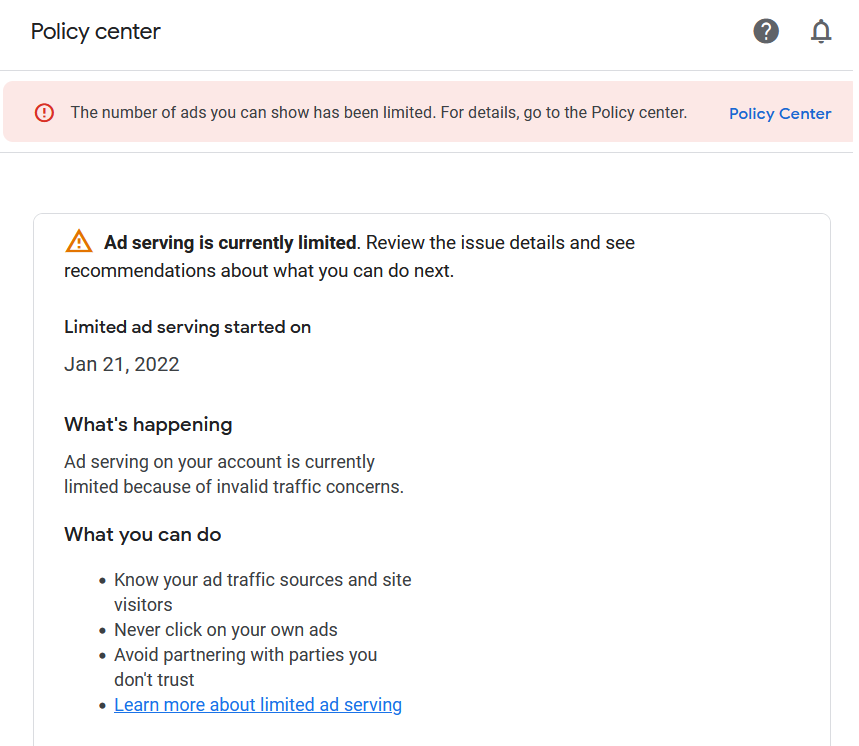 Policy center
The number of ads you can show has been limited. For details, go to the Policy center. Policy Center
Ad serving is currently limited. Review the issue details and see
recommendations about what you can do next.
Limited ad serving started on
Jan 21, 2022
What's happening
Ad serving on your account is currently
limited because of invalid traffic concerns.
What you can do
• Know your ad traffic sources and site
visitors
• Never click on your own ads
• Avoid partnering with parties you
don't trust
• Learn more about limited ad serving